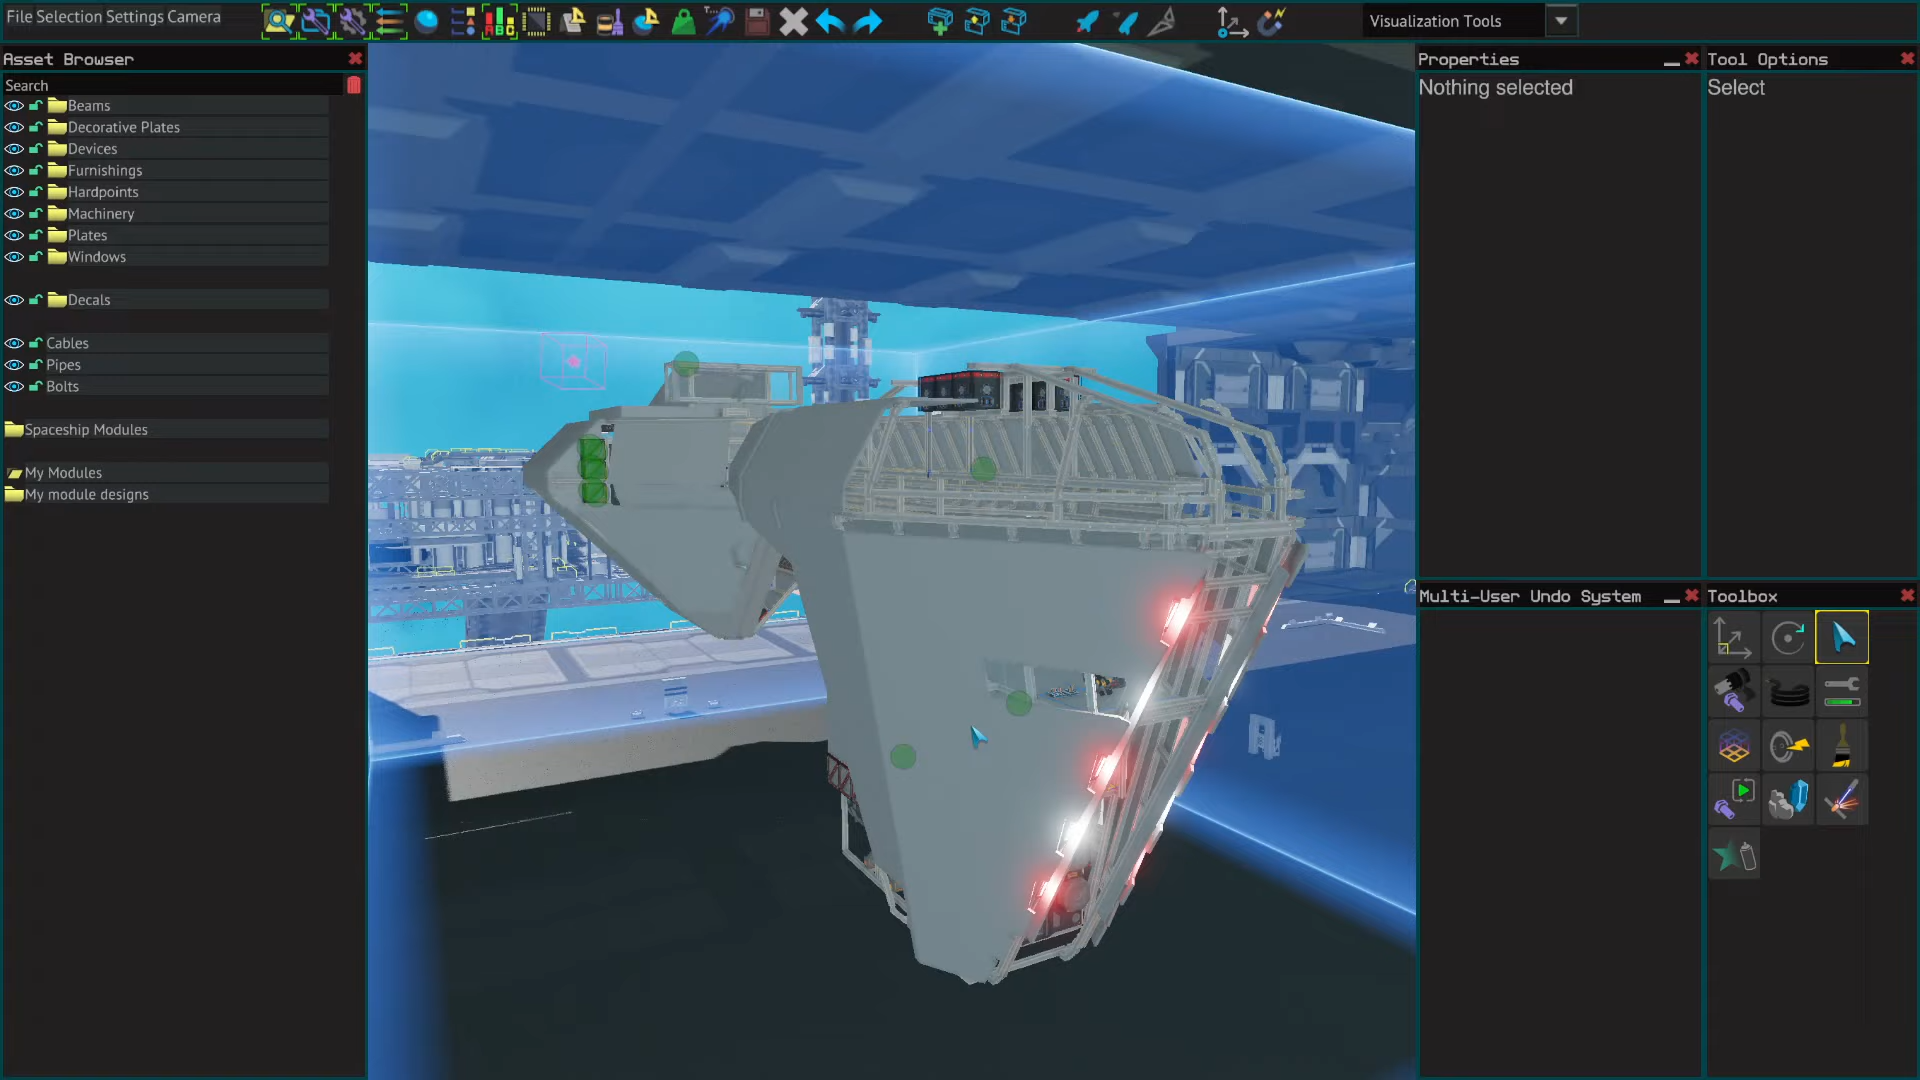 File Selection Settings Camera
Visualization Tools
Asset Browser
Search
Beams
Decorative Plates
Devices
Furnishings
Hardpoints
Machinery
Plates
Windows
Decals
Cables
Pipes
Bolts
Spaceship Modules
My Modules
My module designs
Properties
Nothing selected
Tool Options
Select
Multi-User Undo System
Toolbox
ABC